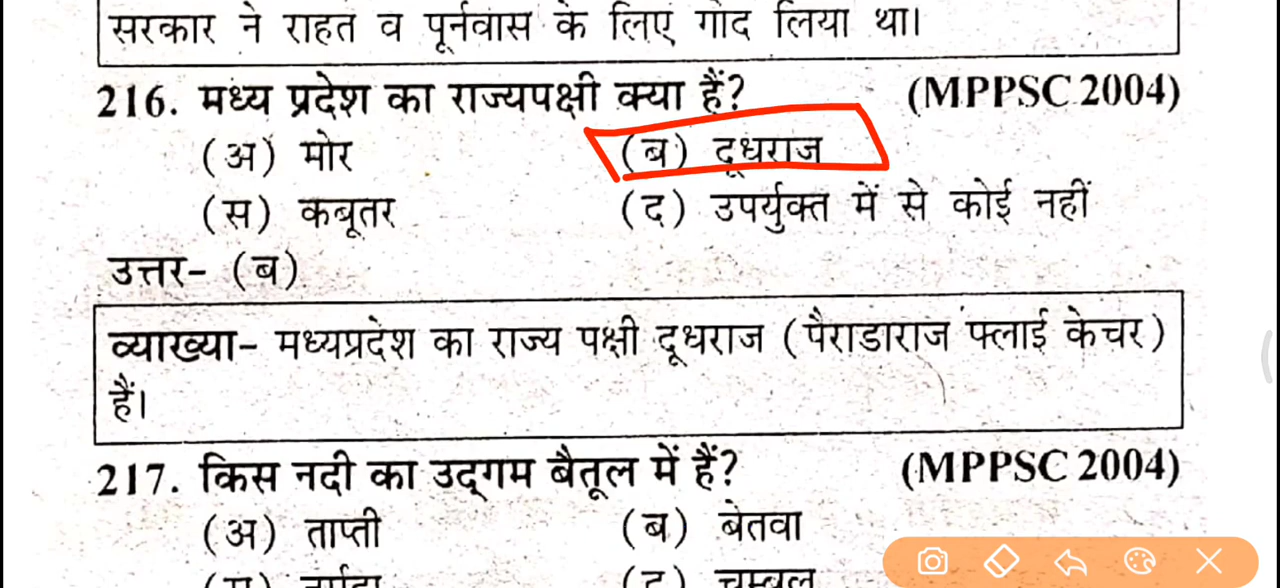 सरकार ने राहत व पूर्नवास के लिए गोद लिया था।
216. मध्य प्रदेश का राज्यपक्षी क्या हैं? (MPPSC 2004)
(अ) मोर (ब) दूधराज
(स) कबूतर (द) उपर्युक्त में से कोई नहीं
उत्तर- (ब)
व्याख्या- मध्यप्रदेश का राज्य पक्षी दूधराज (पैराडाराज फ्लाई केचर)
हैं।
217. किस नदी का उद्गम बैतूल में हैं? (MPPSC 2004)
(अ) ताप्ती (ब) बेतवा